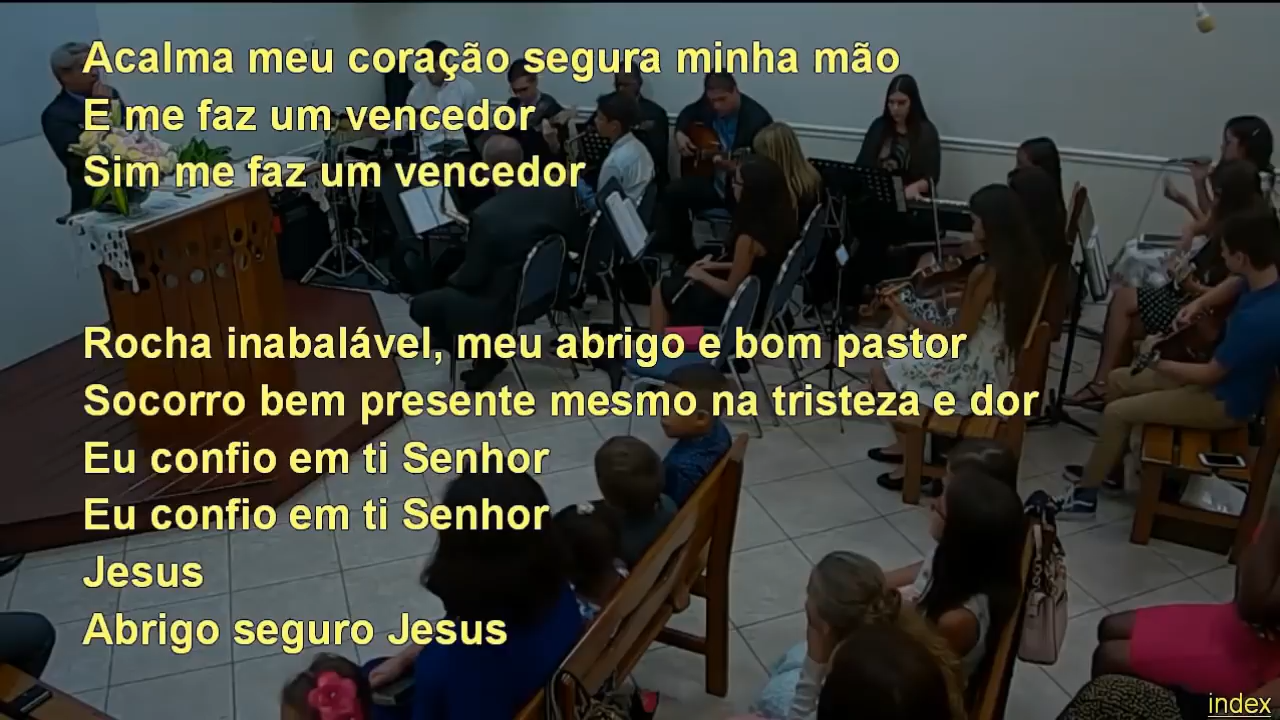 Acalma meu coração segura minha mão
E me faz um vencedor
Sim me faz um vencedor
Rocha inabalável, meu abrigo e bom pastor
Socorro bem presente mesmo na tristeza e dor
Eu confio em ti Senhor
Eu confio em ti Senhor
Jesus
Abrigo seguro Jesus
index